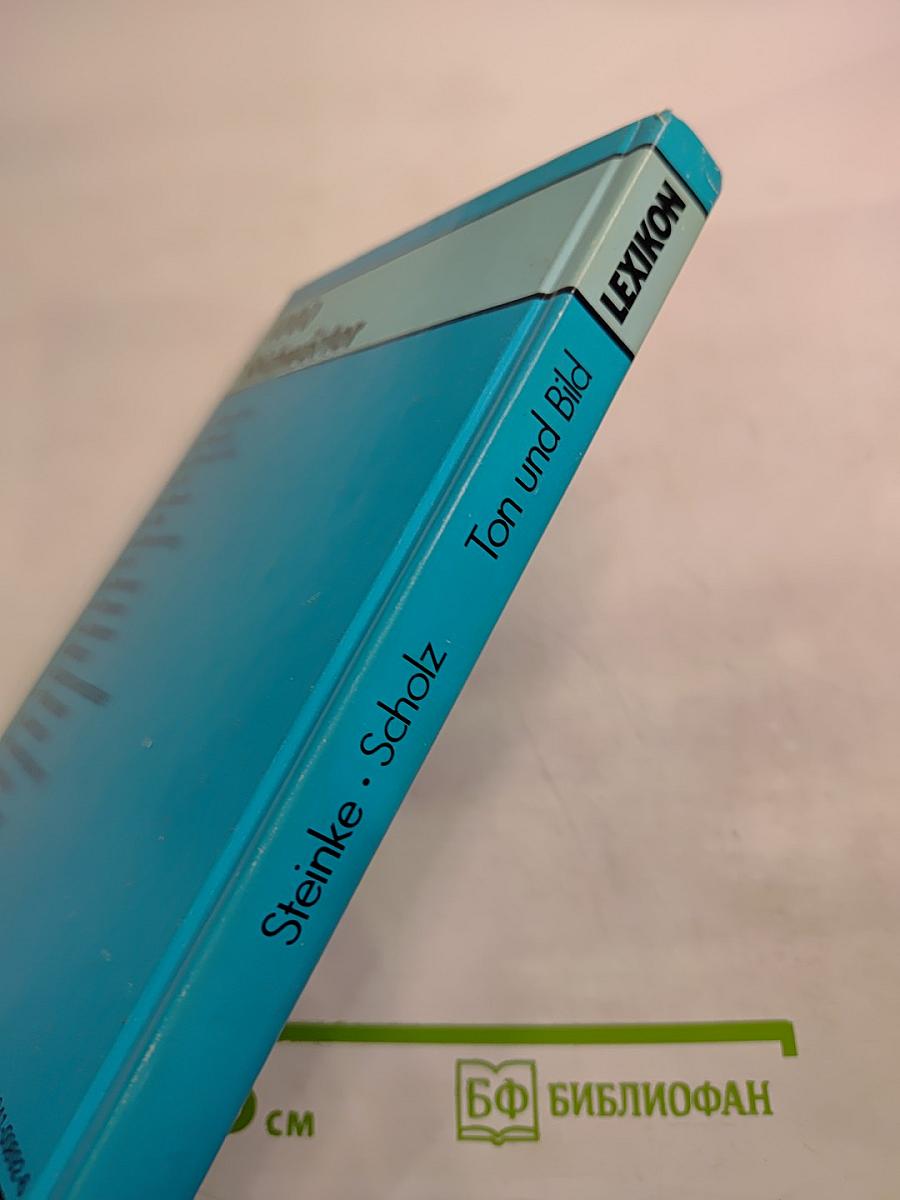 LEXIKON
Ton und Bild
Steinke · Scholz
см
БФ БИБЛИОФАН